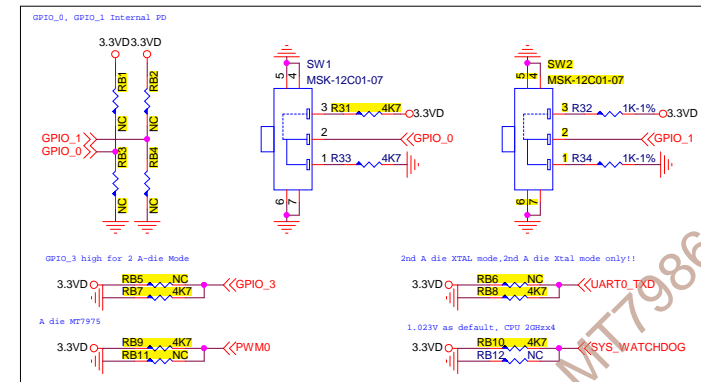 GPIO_0, GPIO_1 Internal PD
3.3VD 3.3VD
RB1 RB2
NC NC
GPIO_1
GPIO_0
RB3 RB4
NC NC
SW1
MSK-12C01-07
5 4
3 R31 4K7 3.3VD
2 GPIO_0
1 R33 4K7
6 7
SW2
MSK-12C01-07
5 4
3 R32 1K-1% 3.3VD
2 GPIO_1
1 R34 1K-1%
6 7
GPIO_3 high for 2 A-die Mode
3.3VD RB5 NC GPIO_3
RB7 4K7
2nd A die XTAL mode,2nd A die Xtal mode only!!
3.3VD RB6 NC UART0_TXD
RB8 4K7
A die MT7975
3.3VD RB9 4K7 PWM0
RB11 NC
1.023V as default, CPU 2GHzx4
3.3VD RB10 4K7 SYS_WATCHDOG
RB12 NC
MT7986